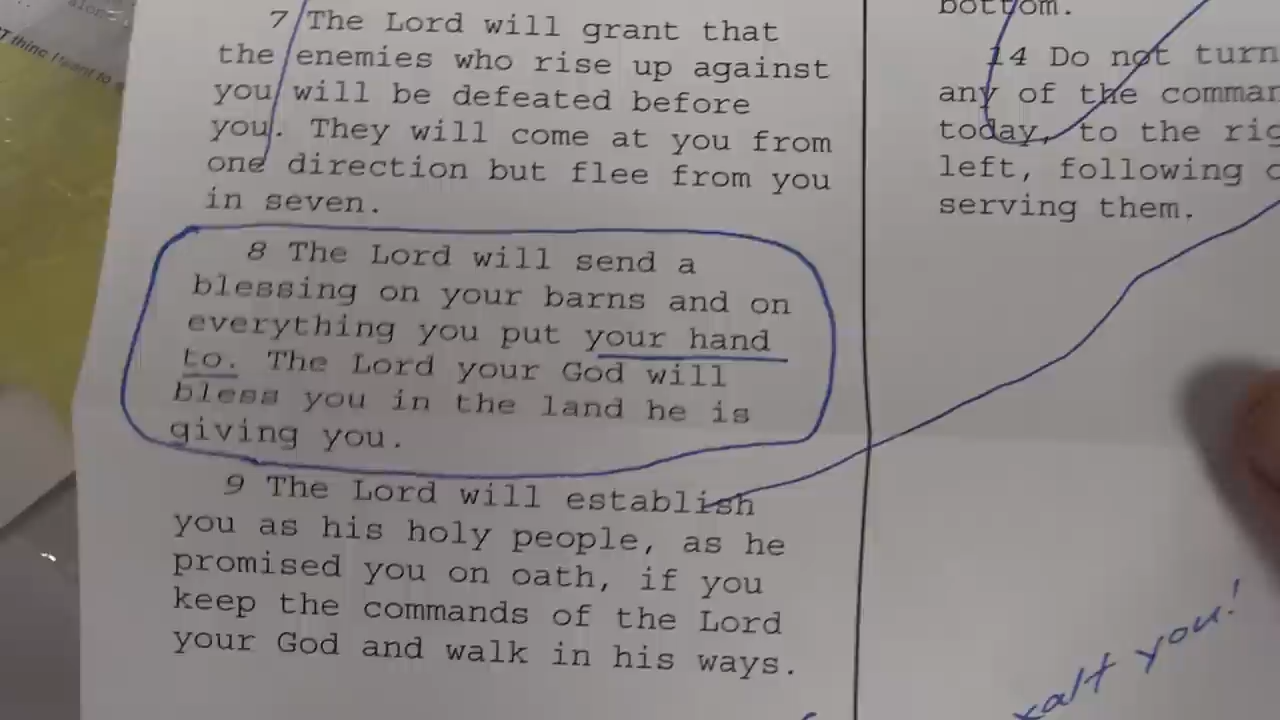 alone
thing I want to
7 The Lord will grant that
the enemies who rise up against
you will be defeated before
you. They will come at you from
one direction but flee from you
in seven.
8 The Lord will send a
blessing on your barns and on
everything you put your hand
to. The Lord your God will
bless you in the land he is
giving you.
9 The Lord will establish
you as his holy people, as he
promised you on oath, if you
keep the commands of the Lord
your God and walk in his ways.
bottom.
14 Do not turn
any of the comman
today, to the rig
left, following o
serving them.
xalt you!